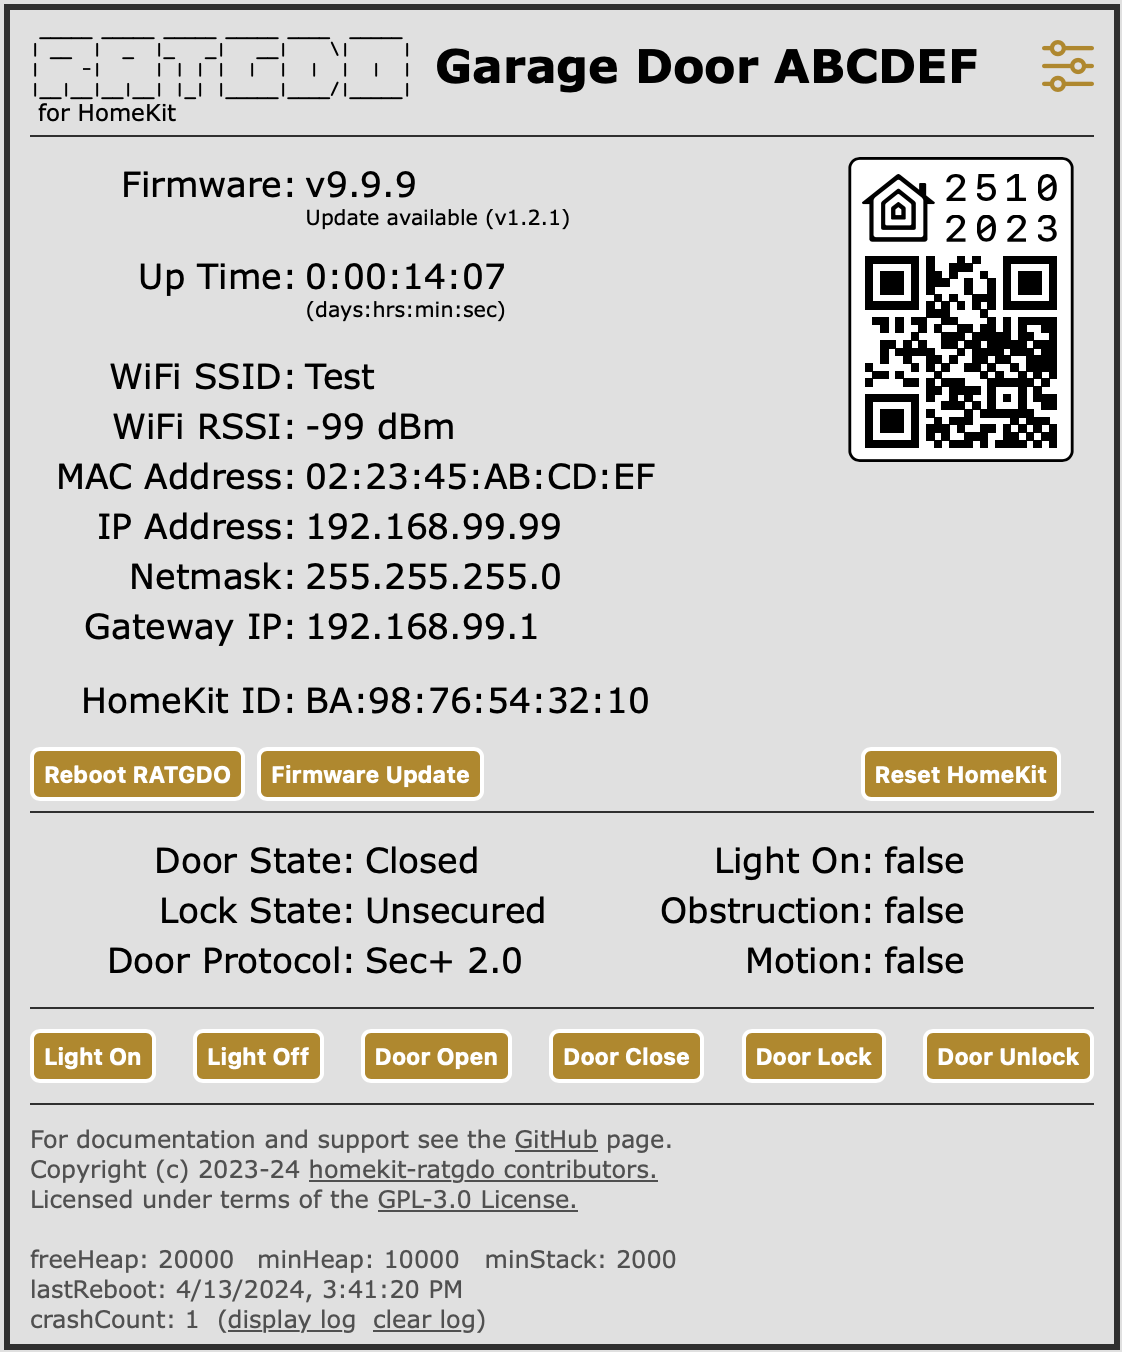 RATGDO
for HomeKit
Garage Door ABCDEF
Firmware: v9.9.9
Update available (v1.2.1)
Up Time: 0:00:14:07
(days:hrs:min:sec)
WiFi SSID: Test
WiFi RSSI: -99 dBm
MAC Address: 02:23:45:AB:CD:EF
IP Address: 192.168.99.99
Netmask: 255.255.255.0
Gateway IP: 192.168.99.1
HomeKit ID: BA:98:76:54:32:10
2510
2023
Reboot RATGDO Firmware Update Reset HomeKit
Door State: Closed Light On: false
Lock State: Unsecured Obstruction: false
Door Protocol: Sec+ 2.0 Motion: false
Light On Light Off Door Open Door Close Door Lock Door Unlock
For documentation and support see the GitHub page.
Copyright (c) 2023-24 homekit-ratgdo contributors.
Licensed under terms of the GPL-3.0 License.
freeHeap: 20000 minHeap: 10000 minStack: 2000
lastReboot: 4/13/2024, 3:41:20 PM
crashCount: 1 (display log clear log)